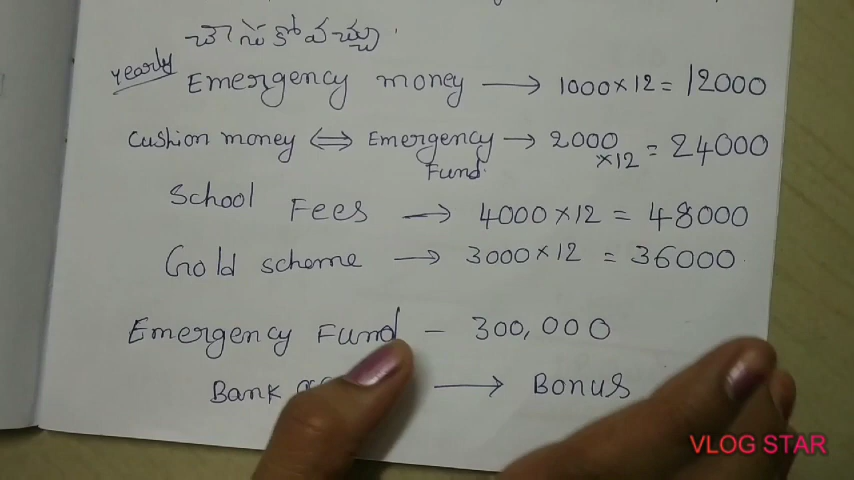 చూసుకోవచ్చు.
yearly Emergency money → 1000×12 = 12000
Cushion money ⇔ Emergency Fund. → 2000 ×12 = 24000
School Fees → 4000×12 = 48000
Gold scheme → 3000×12 = 36000.
Emergency Fund – 300,000
Bank → Bonus
VLOG STAR